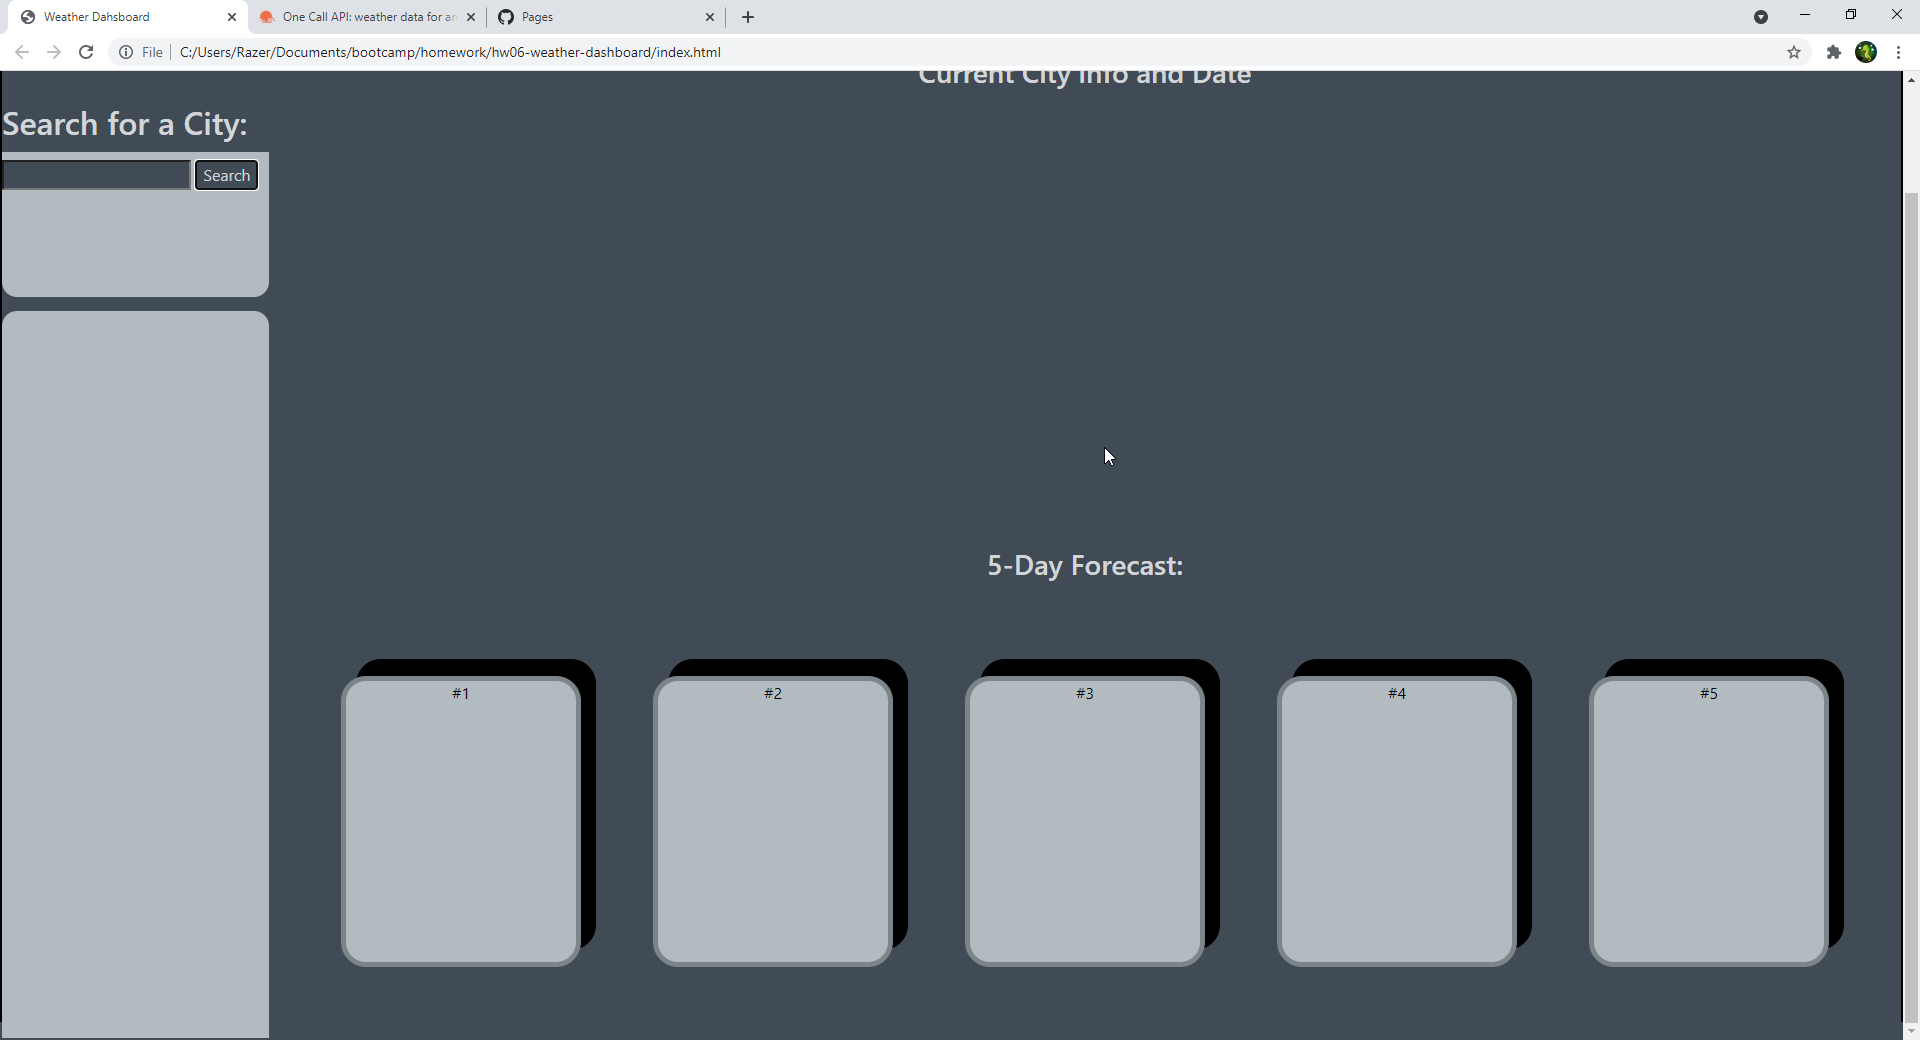 Weather Dahsboard
One Call API: weather data for an
Pages
File
C:/Users/Razer/Documents/bootcamp/homework/hw06-weather-dashboard/index.html
Current City Info and Date
Search for a City:
Search
5-Day Forecast:
#1
#2
#3
#4
#5